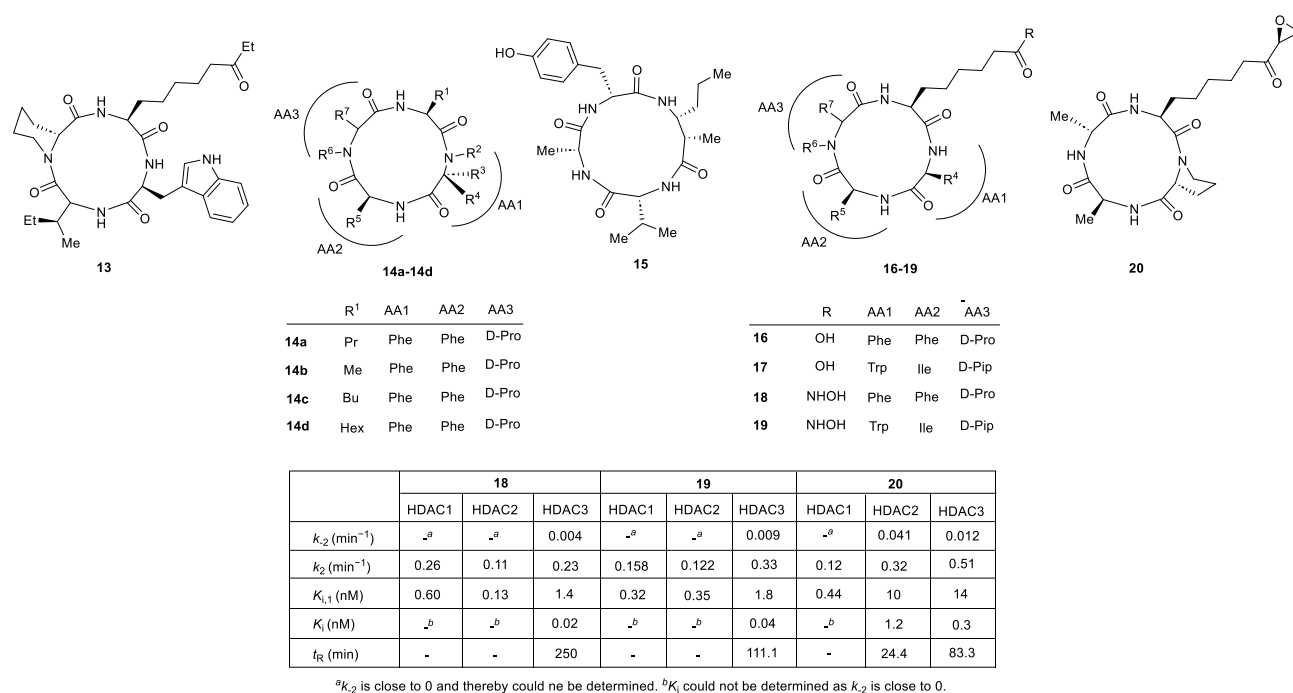 Et
O
O
NH
O
NH
NH
N
O
NH
O
Et
Me
13
AA3
O
HN
R1
R7
O
R6
N
N
R2
R3
O
R4
R5
NH
O
AA1
AA2
14a-14d
HO
O
Me
NH
HN
O
Me
Me
NH
NH
O
O
Me
Me
15
R
O
AA3
O
HN
R7
O
R6
N
NH
O
R4
R5
NH
O
AA1
AA2
16-19
O
O
O
NH
Me
O
NH
N
O
Me
NH
O
20
R1 AA1 AA2 AA3
14a Pr Phe Phe D-Pro
14b Me Phe Phe D-Pro
14c Bu Phe Phe D-Pro
14d Hex Phe Phe D-Pro
R AA1 AA2 AA3
16 OH Phe Phe D-Pro
17 OH Trp Ile D-Pip
18 NHOH Phe Phe D-Pro
19 NHOH Trp Ile D-Pip
18 19 20
HDAC1 HDAC2 HDAC3 HDAC1 HDAC2 HDAC3 HDAC1 HDAC2 HDAC3
k-2 (min−1) -a -a 0.004 -a -a 0.009 -a 0.041 0.012
k2 (min−1) 0.26 0.11 0.23 0.158 0.122 0.33 0.12 0.32 0.51
Ki,1 (nM) 0.60 0.13 1.4 0.32 0.35 1.8 0.44 10 14
Ki (nM) -b -b 0.02 -b -b 0.04 -b 1.2 0.3
tR (min) - - 250 - - 111.1 - 24.4 83.3
ak-2 is close to 0 and thereby could ne be determined. bKi could not be determined as k-2 is close to 0.